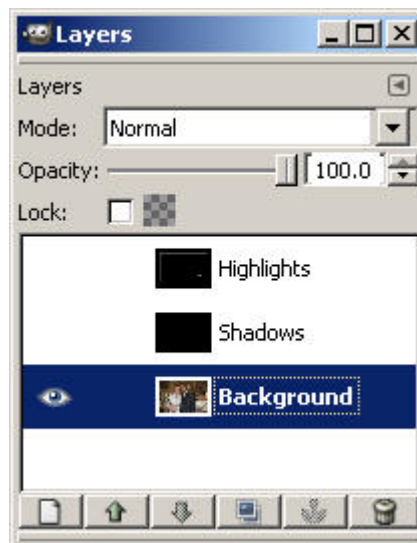 Layers
Layers
Mode: Normal
Opacity: 100.0
Lock:
Highlights
Shadows
Background